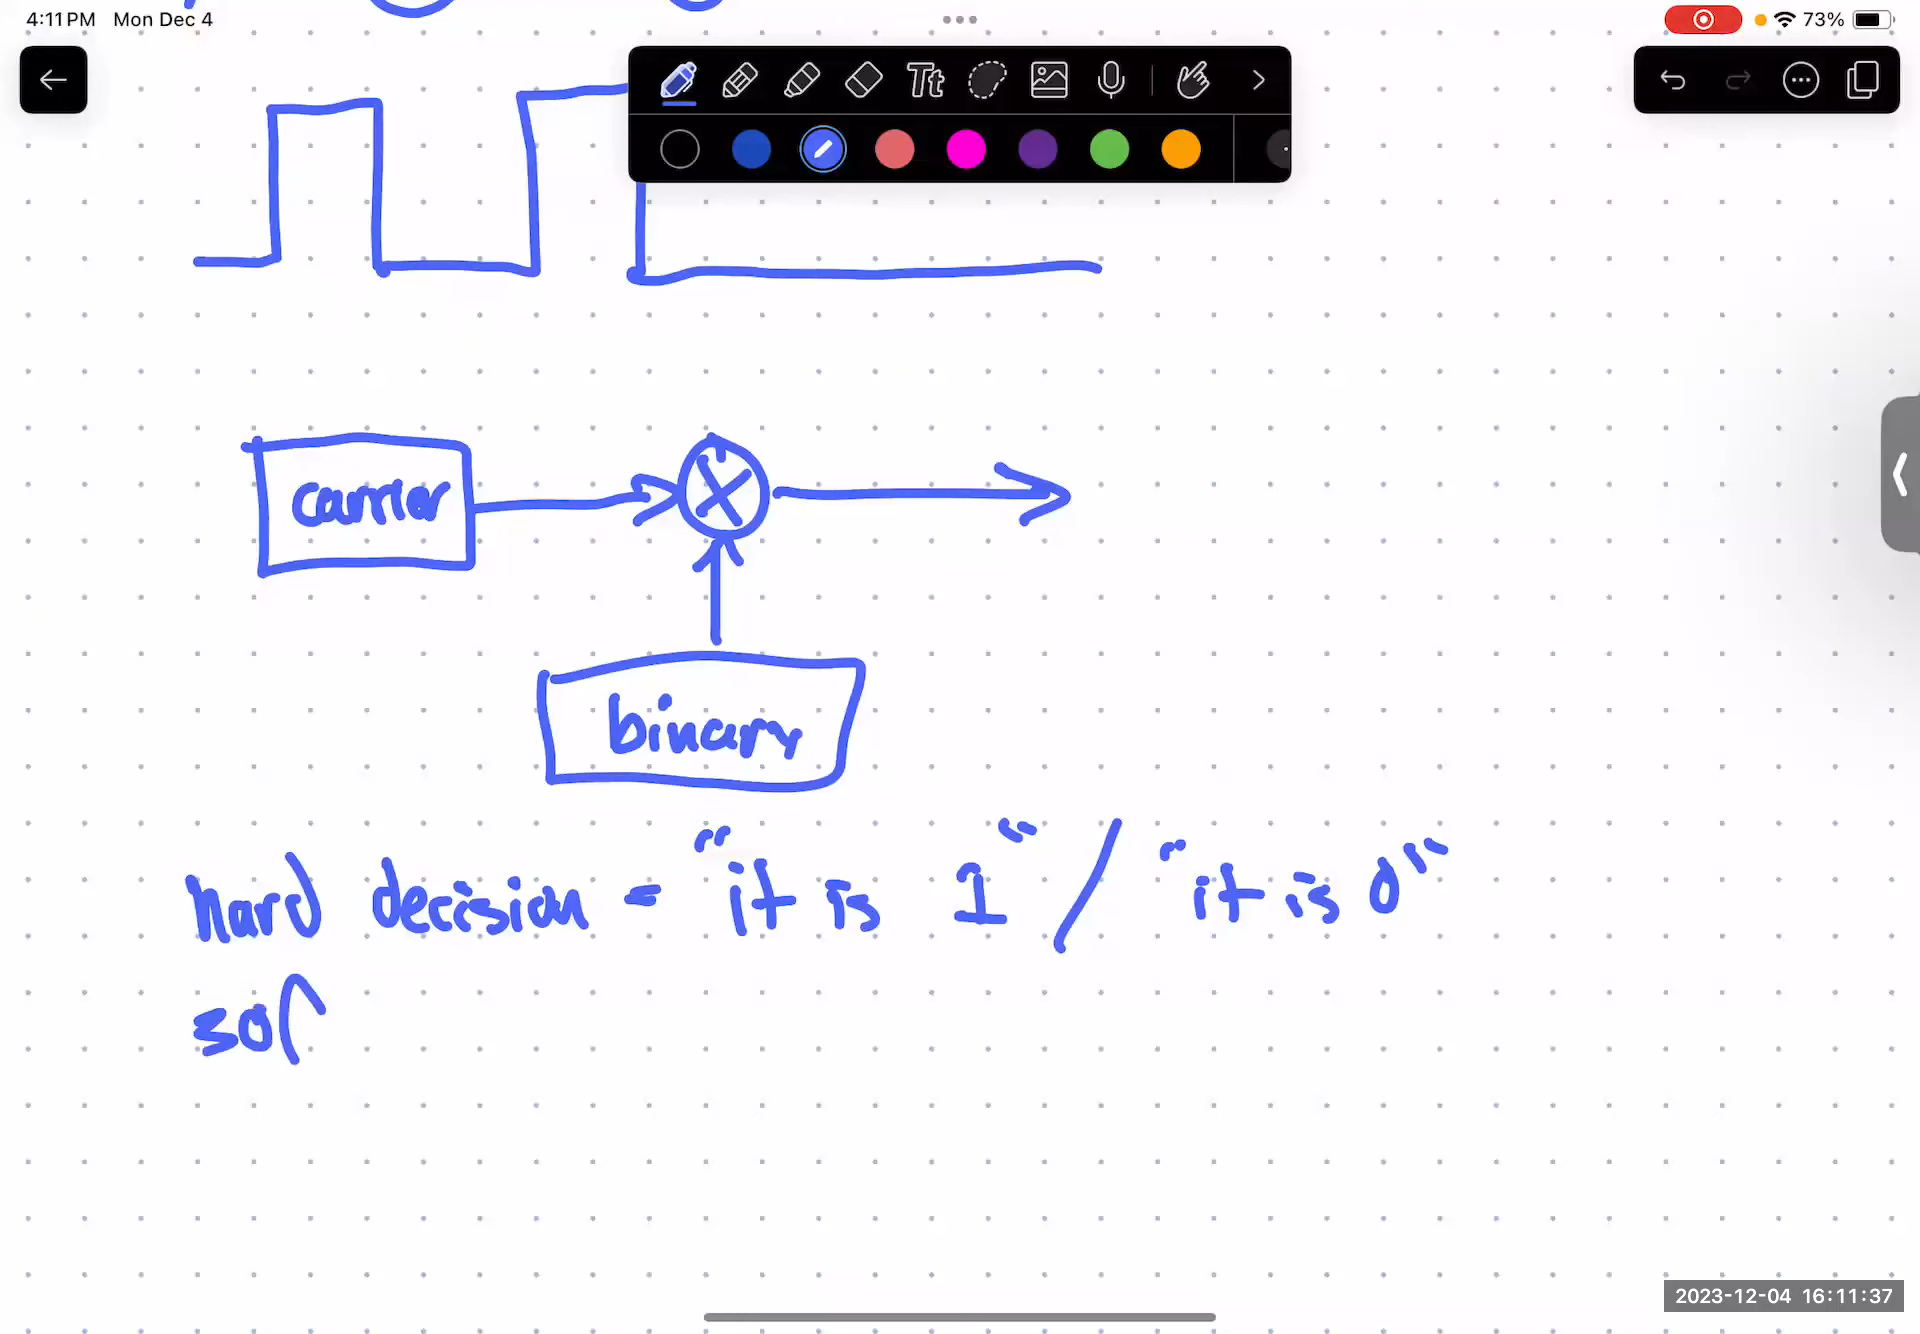 4:11 PM Mon Dec 4
73%
Tt
carrier
binary
hard decision = "it is 1" / "it is 0"
sof
2023-12-04 16:11:37